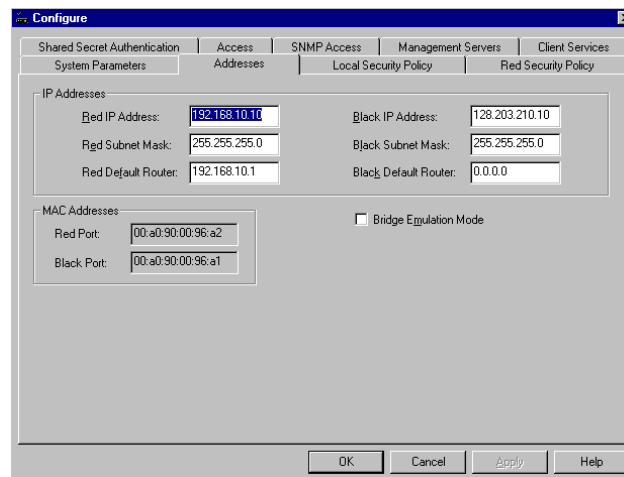 Configure
Shared Secret Authentication Access SNMP Access Management Servers Client Services
System Parameters Addresses Local Security Policy Red Security Policy
IP Addresses
Red IP Address: 192.168.10.10 Black IP Address: 128.203.210.10
Red Subnet Mask: 255.255.255.0 Black Subnet Mask: 255.255.255.0
Red Default Router: 192.168.10.1 Black Default Router: 0.0.0.0
MAC Addresses
Red Port: 00:a0:90:00:96:a2
Bridge Emulation Mode
Black Port: 00:a0:90:00:96:a1
OK Cancel Apply Help